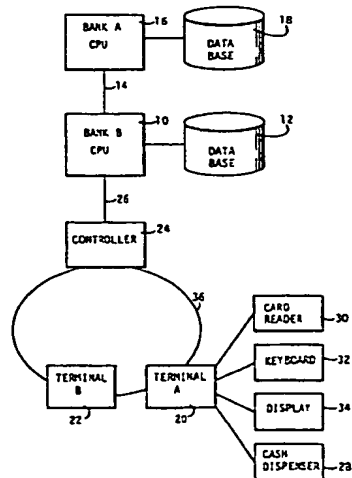 BANK A
CPU
16
DATA
BASE
18
14
BANK B
CPU
10
DATA
BASE
12
26
CONTROLLER
24
36
TERMINAL
B
22
TERMINAL
A
20
CARD
READER
30
KEYBOARD
32
DISPLAY
34
CASH
DISPENSER
28